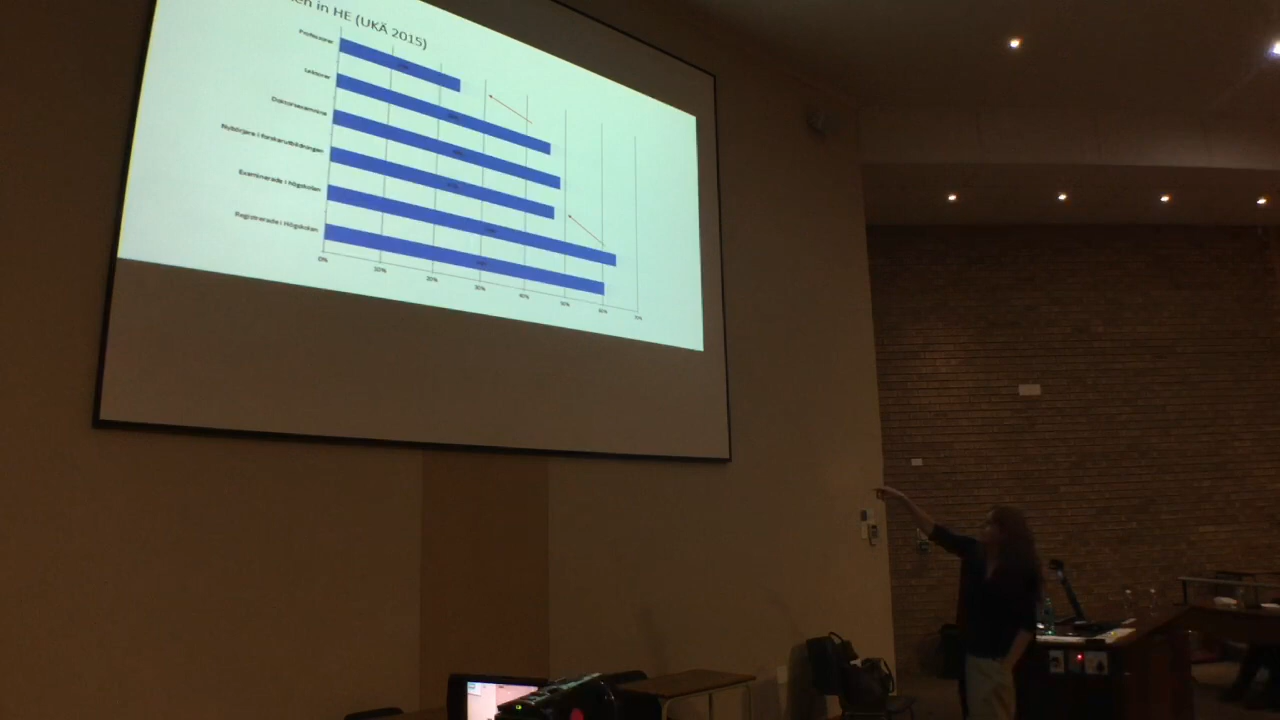 en in HE (UKÄ 2015)
Professorer
Lektorer
Doktorsexamina
Nybörjare i forskarutbildningen
Examinerade i Högskolan
Registrerade i Högskolan
0%
10%
20%
30%
40%
50%
60%
70%